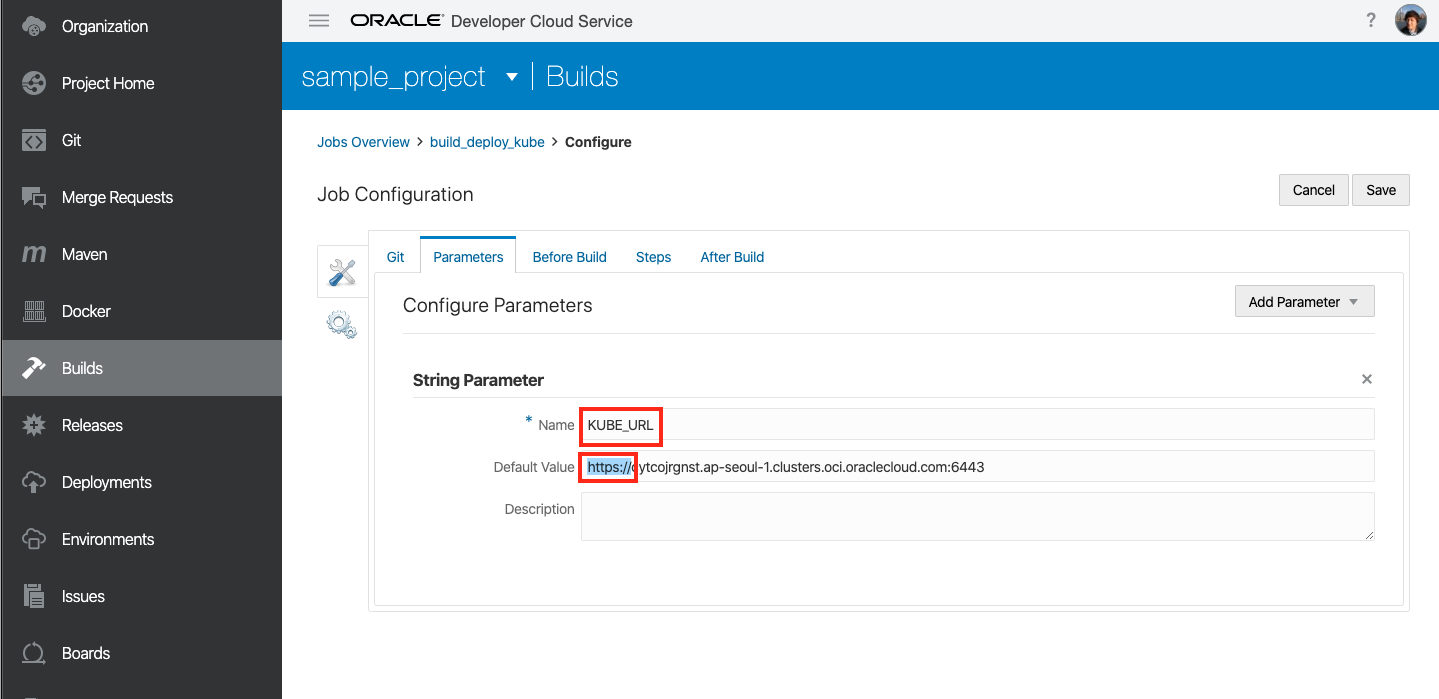 Organization
Project Home
Git
Merge Requests
Maven
Docker
Builds
Releases
Deployments
Environments
Issues
Boards
ORACLE Developer Cloud Service ?
sample_project Builds
Jobs Overview > build_deploy_kube > Configure
Job Configuration
Cancel Save
Git Parameters Before Build Steps After Build
Configure Parameters
Add Parameter
String Parameter
* Name KUBE_URL
Default Value https://
ytcojrgnst.ap-seoul-1.clusters.oci.oraclecloud.com:6443
Description